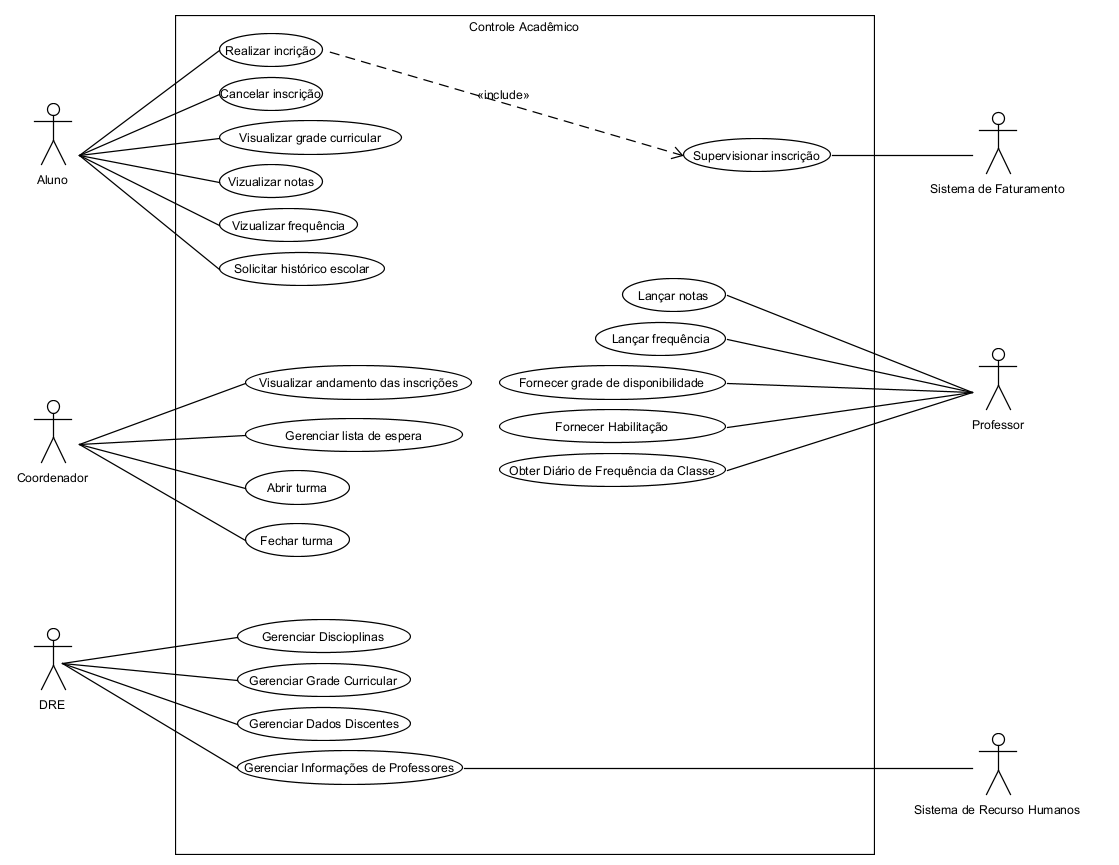 Controle Acadêmico
Realizar incrição
Cancelar inscrição
«include»
Visualizar grade curricular
Supervisionar inscrição
Vizualizar notas
Aluno
Sistema de Faturamento
Vizualizar frequência
Solicitar histórico escolar
Lançar notas
Lançar frequência
Visualizar andamento das inscrições
Fornecer grade de disponibilidade
Professor
Fornecer Habilitação
Gerenciar lista de espera
Obter Diário de Frequência da Classe
Coordenador
Abrir turma
Fechar turma
Gerenciar Discioplinas
Gerenciar Grade Curricular
DRE
Gerenciar Dados Discentes
Gerenciar Informações de Professores
Sistema de Recurso Humanos